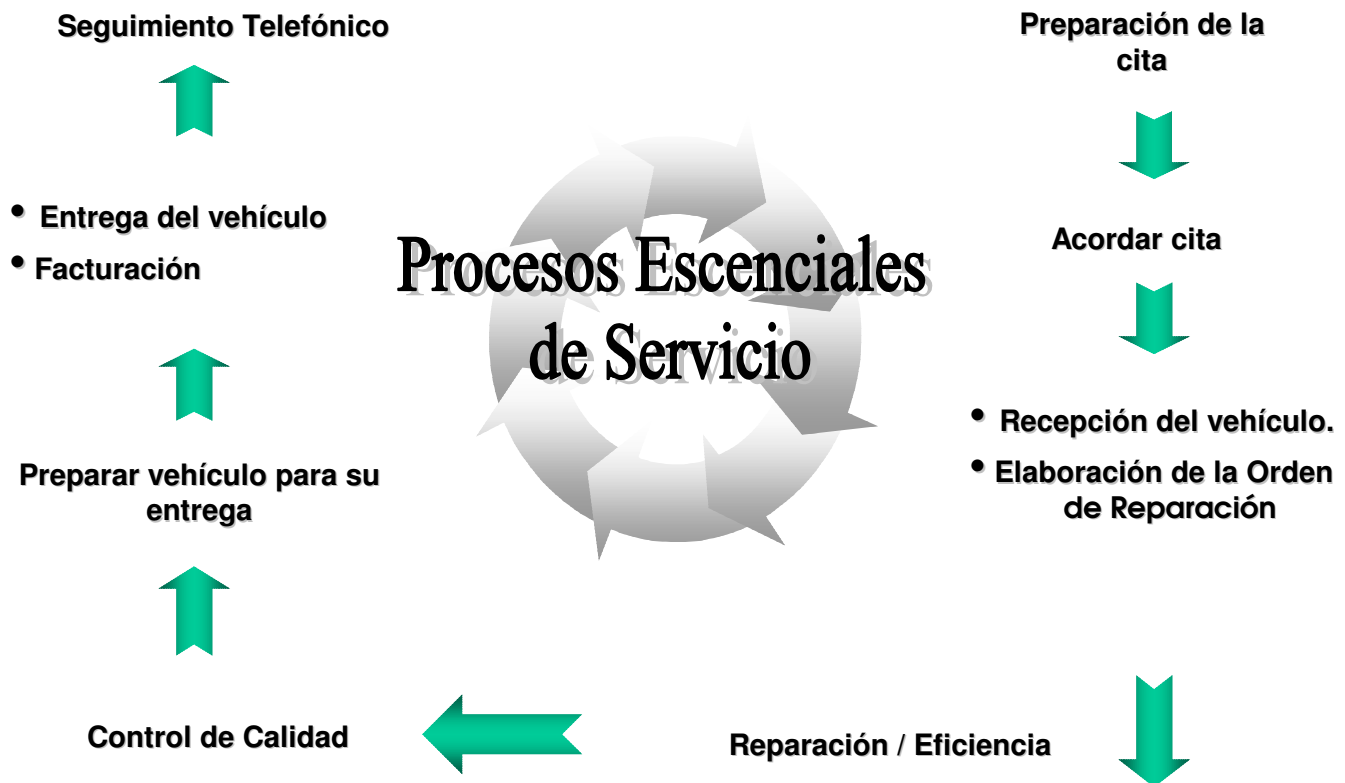 Seguimiento Telefónico
Preparación de la
cita
• Entrega del vehículo
• Facturación
Acordar cita
Procesos Escenciales
de Servicio
• Recepción del vehículo.
• Elaboración de la Orden
de Reparación
Preparar vehículo para su
entrega
Control de Calidad
Reparación / Eficiencia